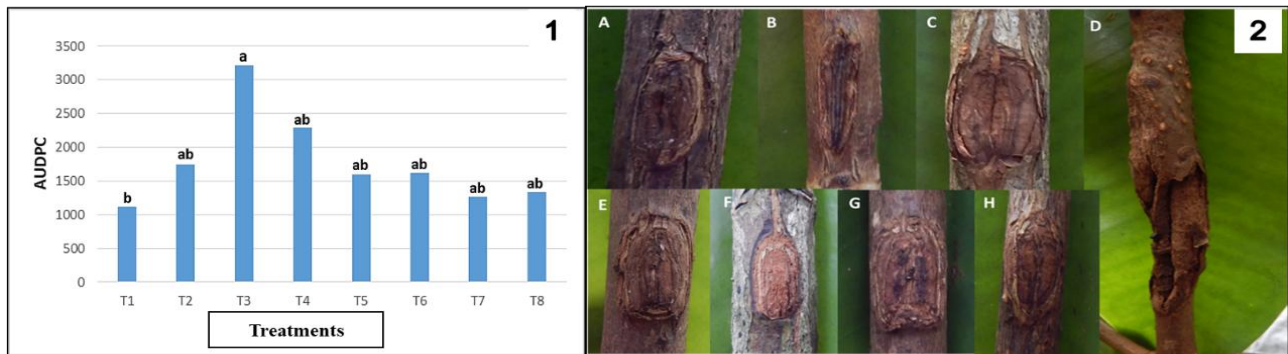 1
3500
3000
2500
2000
1500
1000
500
0
AUDPC
b
ab
a
ab
ab
ab
ab
ab
T1 T2 T3 T4 T5 T6 T7 T8
Treatments
2
A B C D
E F G H